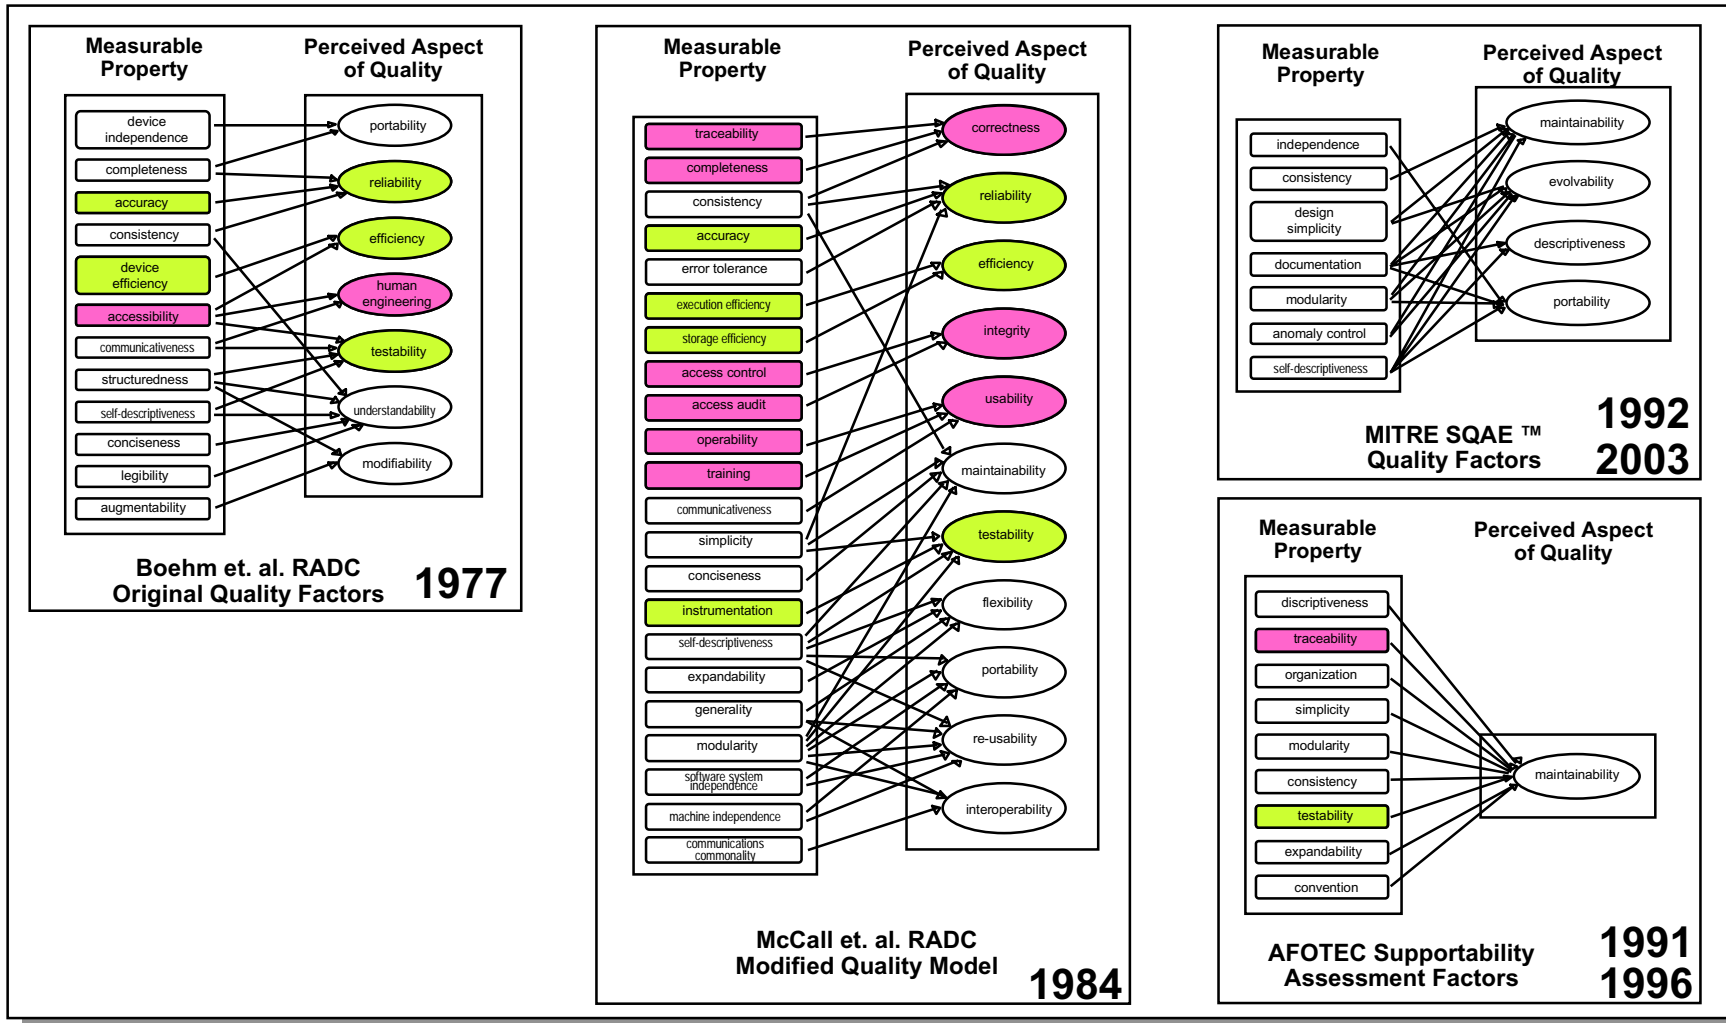 Measurable
Property
Perceived Aspect
of Quality
device
independence
completeness
accuracy
consistency
device
efficiency
accessibility
communicativeness
structuredness
self-descriptiveness
conciseness
legibility
augmentability
portability
reliability
efficiency
human
engineering
testability
understandability
modifiability
Boehm et. al. RADC
Original Quality Factors
1977
Measurable
Property
Perceived Aspect
of Quality
traceability
completeness
consistency
accuracy
error tolerance
execution efficiency
storage efficiency
access control
access audit
operability
training
communicativeness
simplicity
conciseness
instrumentation
self-descriptiveness
expandability
generality
modularity
software system
independence
machine independence
communications
commonality
correctness
reliability
efficiency
integrity
usability
maintainability
testability
flexibility
portability
re-usability
interoperability
McCall et. al. RADC
Modified Quality Model
1984
Measurable
Property
Perceived Aspect
of Quality
independence
consistency
design
simplicity
documentation
modularity
anomaly control
self-descriptiveness
maintainability
evolvability
descriptiveness
portability
MITRE SQAE ™
Quality Factors
1992
2003
Measurable
Property
Perceived Aspect
of Quality
discriptiveness
traceability
organization
simplicity
modularity
consistency
testability
expandability
convention
maintainability
AFOTEC Supportability
Assessment Factors
1991
1996